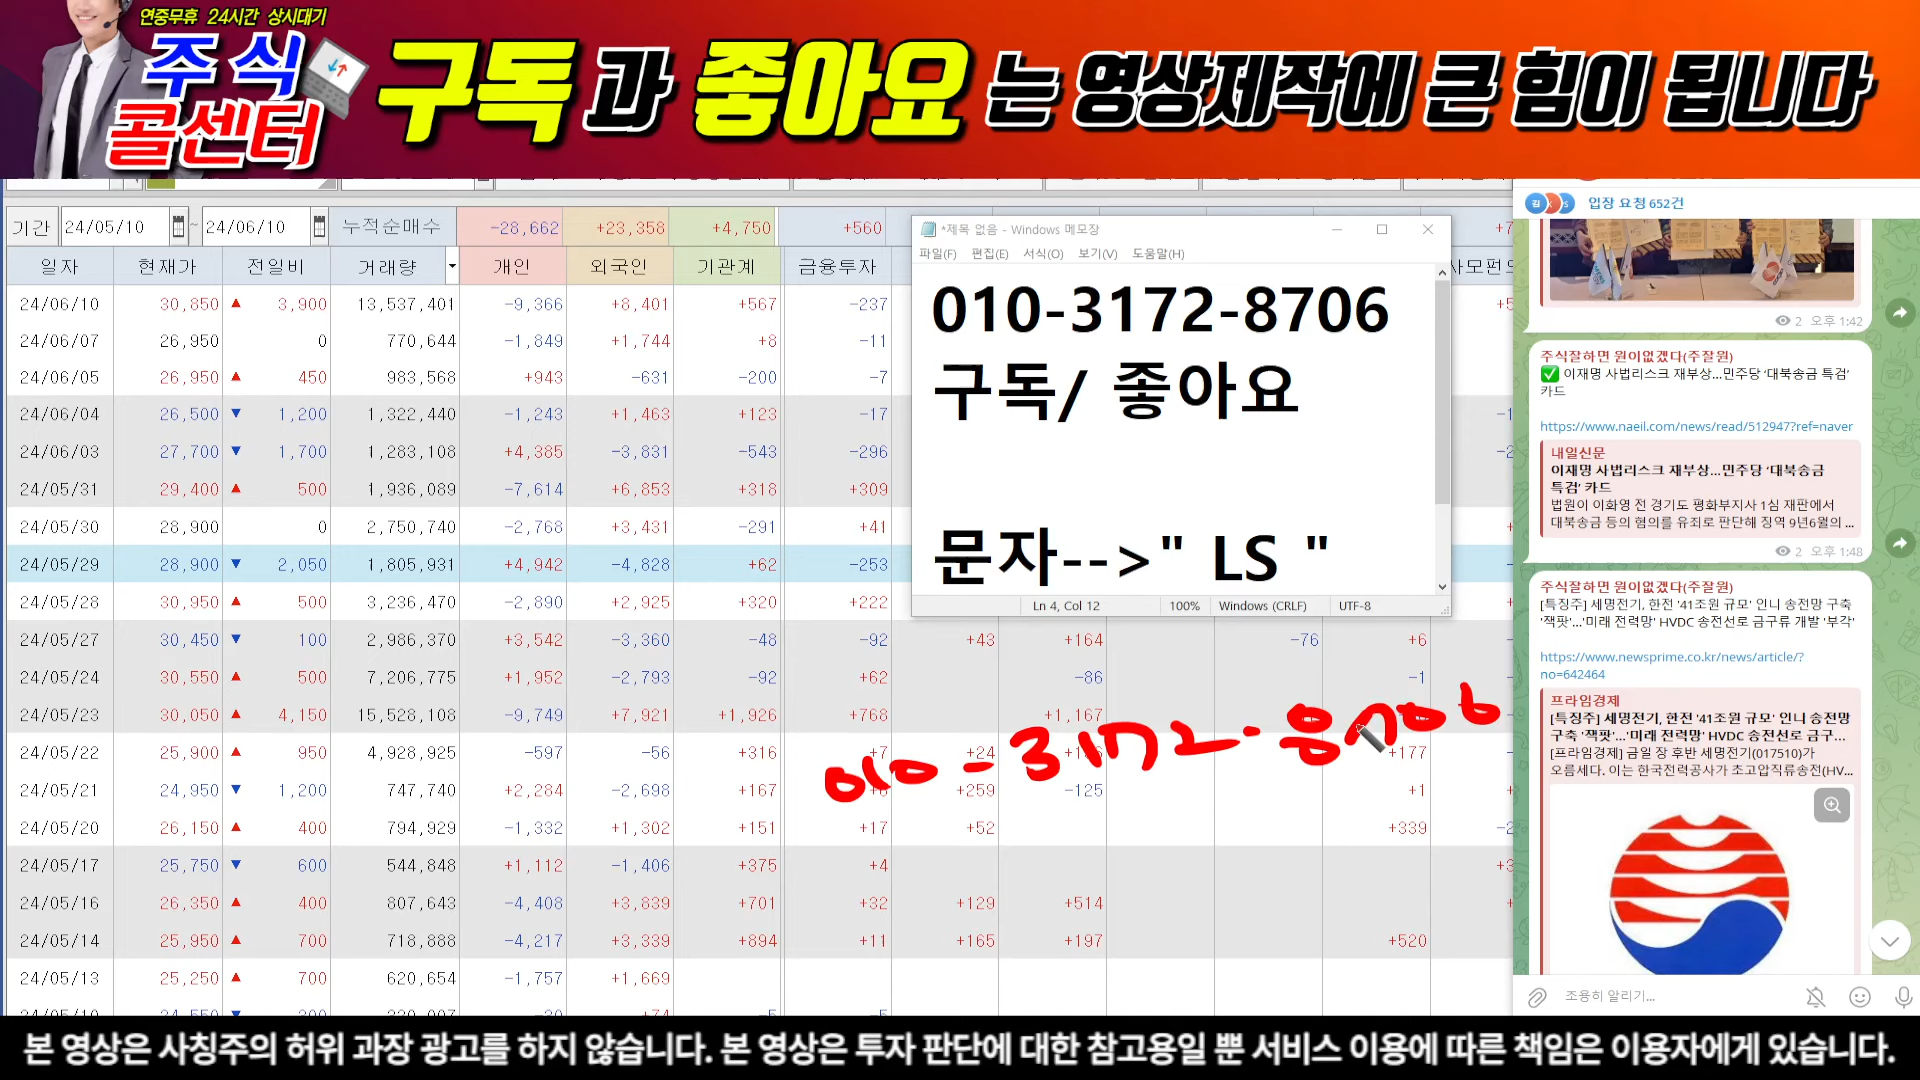 연중무휴 24시간 상시대기
주식
콜센터
구독과 좋아요는 영상제작에 큰 힘이 됩니다
기간 24/05/10 ~ 24/06/10 누적순매수 -28,662 +23,358 +4,750 +560
일자 현재가 전일비 거래량 개인 외국인 기관계 금융투자 사모펀드
24/06/10 30,850 ▲ 3,900 13,537,401 -9,366 +8,401 +567 -237
24/06/07 26,950 0 770,644 -1,849 +1,744 +8 -11
24/06/05 26,950 ▲ 450 983,568 +943 -631 -200 -7
24/06/04 26,500 ▼ 1,200 1,322,440 -1,243 +1,463 +123 -17
24/06/03 27,700 ▼ 1,700 1,283,108 +4,385 -3,831 -543 -296
24/05/31 29,400 ▲ 500 1,936,089 -7,614 +6,853 +318 +309
24/05/30 28,900 0 2,750,740 -2,768 +3,431 -291 +41
24/05/29 28,900 ▼ 2,050 1,805,931 +4,942 -4,828 +62 -253
24/05/28 30,950 ▲ 500 3,236,470 -2,890 +2,925 +320 +222
24/05/27 30,450 ▼ 100 2,986,370 +3,542 -3,360 -48 -92 +43 +164 -76 +6
24/05/24 30,550 ▲ 500 7,206,775 +1,952 -2,793 -92 +62 -86 -1
24/05/23 30,050 ▲ 4,150 15,528,108 -9,749 +7,921 +1,926 +768 +1,167
24/05/22 25,900 ▲ 950 4,928,925 -597 -56 +316 +7 +24 +177
24/05/21 24,950 ▼ 1,200 747,740 +2,284 -2,698 +167 +259 -125 +1
24/05/20 26,150 ▲ 400 794,929 -1,332 +1,302 +151 +17 +52 +339
24/05/17 25,750 ▼ 600 544,848 +1,112 -1,406 +375 +4
24/05/16 26,350 ▲ 400 807,643 -4,408 +3,839 +701 +32 +129 +514
24/05/14 25,950 ▲ 700 718,888 -4,217 +3,339 +894 +11 +165 +197 +520
24/05/13 25,250 ▲ 700 620,654 -1,757 +1,669
010-3172-8706
*제목 없음 - Windows 메모장
파일(F) 편집(E) 서식(O) 보기(V) 도움말(H)
010-3172-8706
구독/ 좋아요
문자-->" LS "
Ln 4, Col 12 100% Windows (CRLF) UTF-8
입장 요청 652건
2 오후 1:42
주식잘하면 원이없겠다(주잘원)
✅ 이재명 사법리스크 재부상…민주당 ‘대북송금 특검’
카드
https://www.naeil.com/news/read/512947?ref=naver
내일신문
이재명 사법리스크 재부상…민주당 ‘대북송금
특검’ 카드
법원이 이화영 전 경기도 평화부지사 1심 재판에서
대북송금 등의 혐의를 유죄로 판단해 징역 9년6월의 ...
2 오후 1:48
주식잘하면 원이없겠다(주잘원)
[특징주] 세명전기, 한전 '41조원 규모' 인니 송전망 구축
'잭팟'…'미래 전력망' HVDC 송전선로 금구류 개발 '부각'
https://www.newsprime.co.kr/news/article/?
no=642464
프라임경제
[특징주] 세명전기, 한전 '41조원 규모' 인니 송전망
구축 '잭팟'…'미래 전력망' HVDC 송전선로 금구...
[프라임경제] 금일 장 후반 세명전기(017510)가
오름세다. 이는 한국전력공사가 초고압직류송전(HV...
조용히 알리기...
본 영상은 사칭주의 허위 과장 광고를 하지 않습니다. 본 영상은 투자 판단에 대한 참고용일 뿐 서비스 이용에 따른 책임은 이용자에게 있습니다.